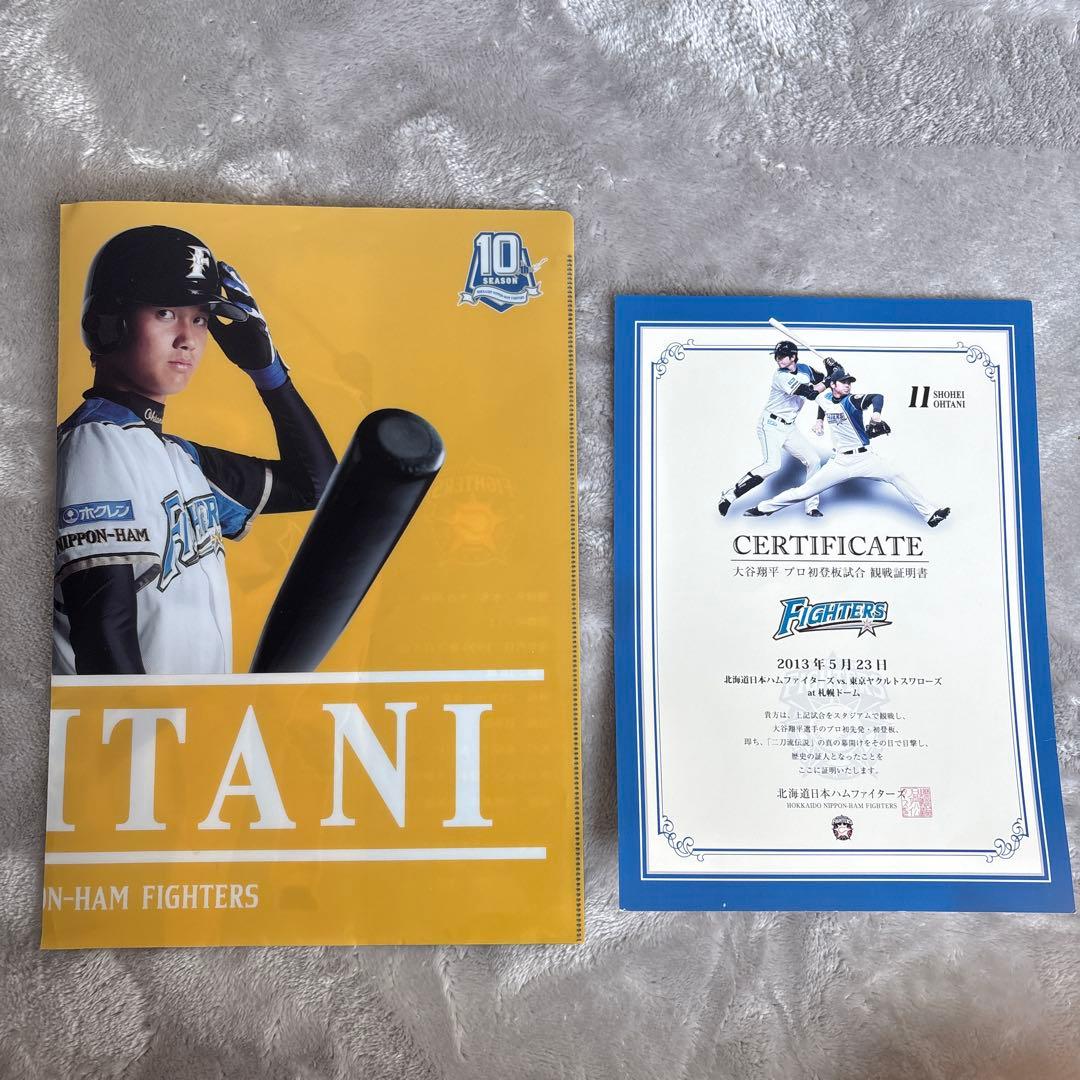 F
10th
SEASON
HOKKAIDO NIPPON-HAM FIGHTERS
Ohtani
ホクレン
NIPPON-HAM
FIGHTERS
ITANI
ON-HAM FIGHTERS
11 SHOHEI
OHTANI
CERTIFICATE
大谷翔平 プロ初登板試合 観戦証明書
FIGHTERS
2013年5月23日
北海道日本ハムファイターズ vs. 東京ヤクルトスワローズ
at 札幌ドーム
貴方は、上記試合をスタジアムで観戦し、
大谷翔平選手のプロ初先発・初登板、
即ち、「二刀流伝説」の真の幕開けをその目で目撃し、
歴史の証人となったことを
ここに証明いたします。
北海道日本ハムファイターズ
HOKKAIDO NIPPON-HAM FIGHTERS